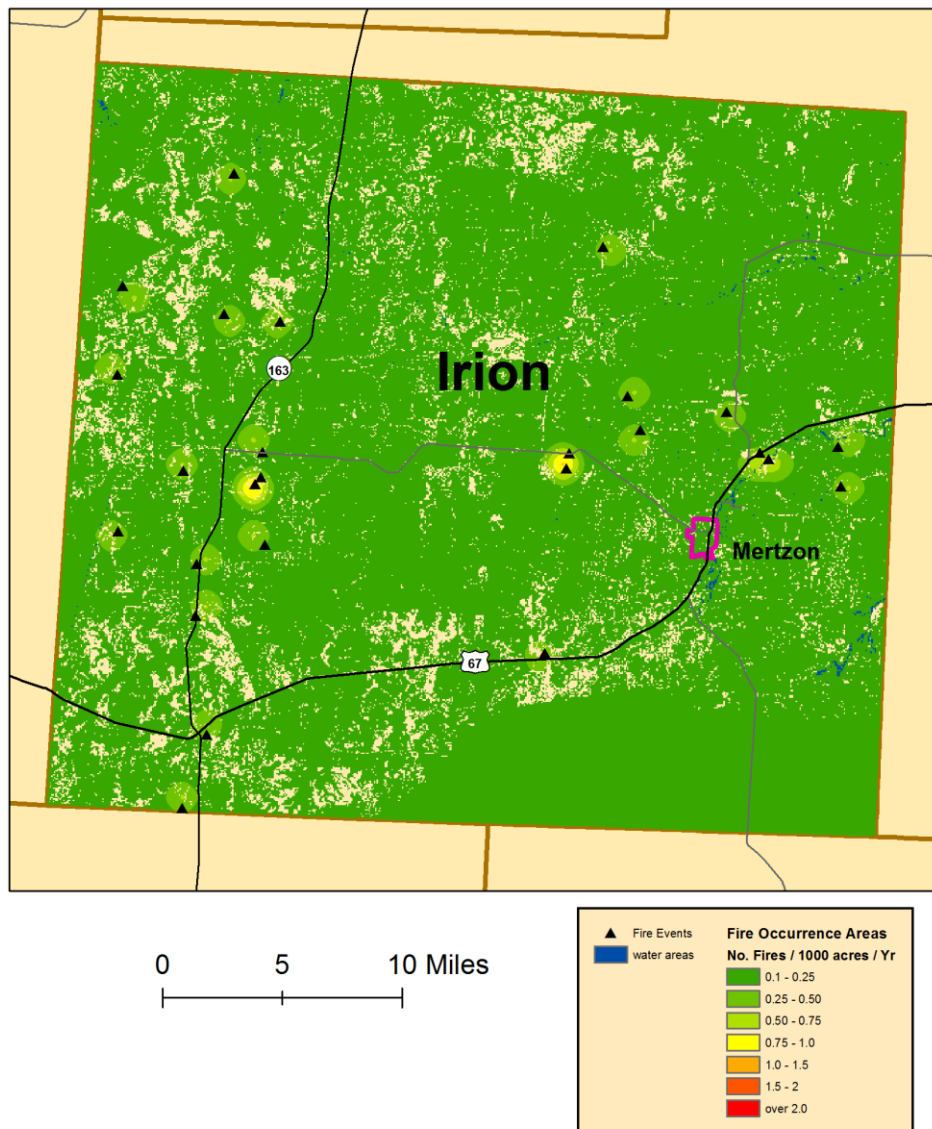 Irion
163
67
Mertzon
0 5 10 Miles
Fire Events
water areas
Fire Occurrence Areas
No. Fires / 1000 acres / Yr
0.1 - 0.25
0.25 - 0.50
0.50 - 0.75
0.75 - 1.0
1.0 - 1.5
1.5 - 2
over 2.0